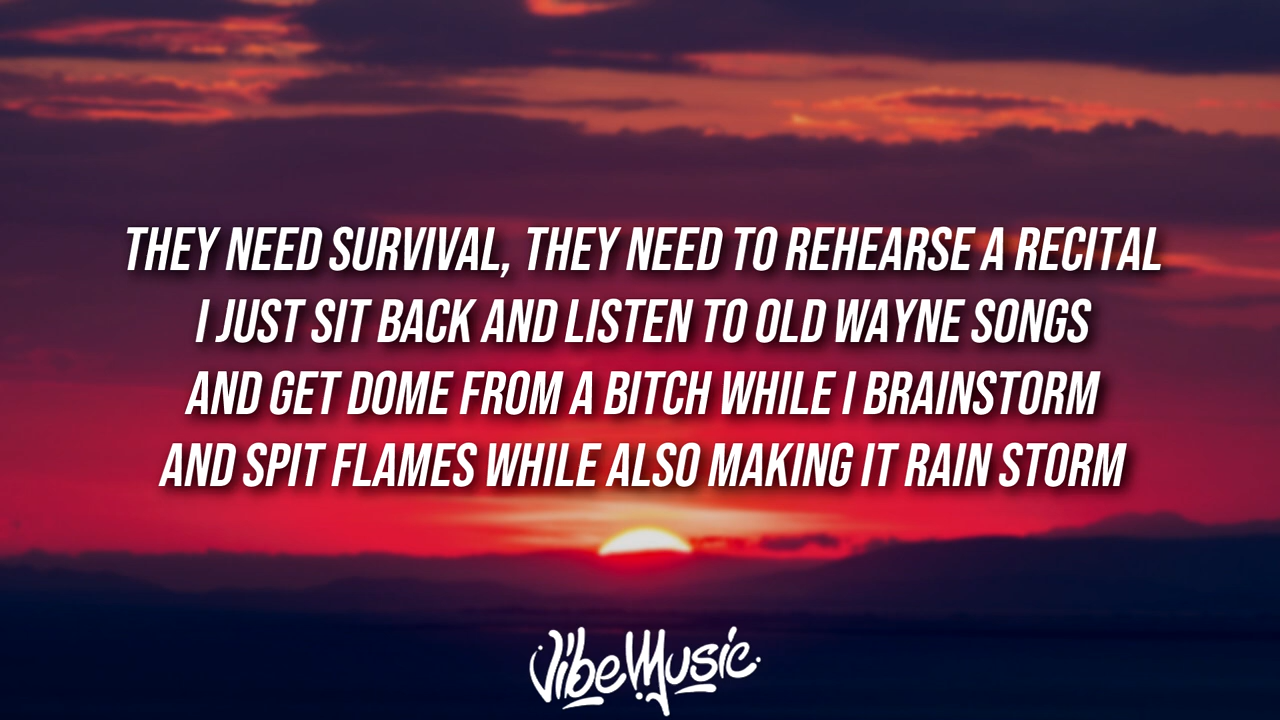 THEY NEED SURVIVAL, THEY NEED TO REHEARSE A RECITAL
I JUST SIT BACK AND LISTEN TO OLD WAYNE SONGS
AND GET DOME FROM A BITCH WHILE I BRAINSTORM
AND SPIT FLAMES WHILE ALSO MAKING IT RAIN STORM
VibeMusic